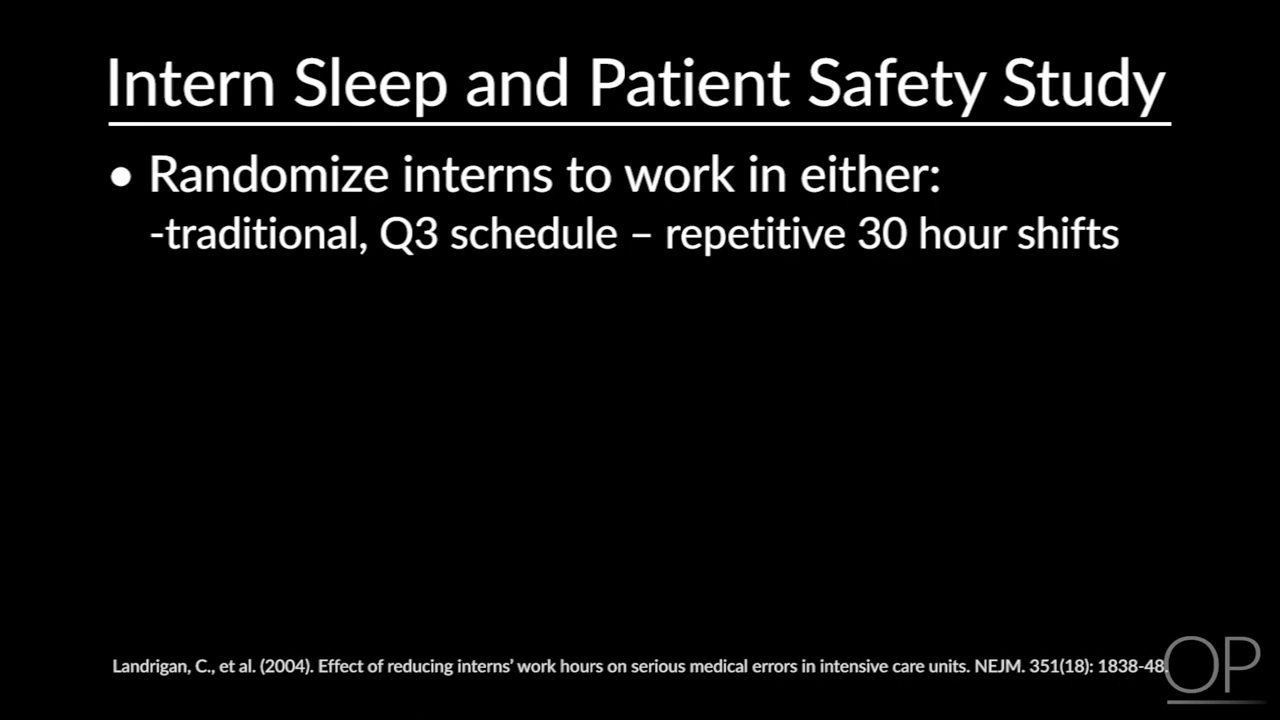 Intern Sleep and Patient Safety Study
• Randomize interns to work in either:
-traditional, Q3 schedule – repetitive 30 hour shifts
Landrigan, C., et al. (2004). Effect of reducing interns’ work hours on serious medical errors in intensive care units. NEJM. 351(18): 1838-48.
OP